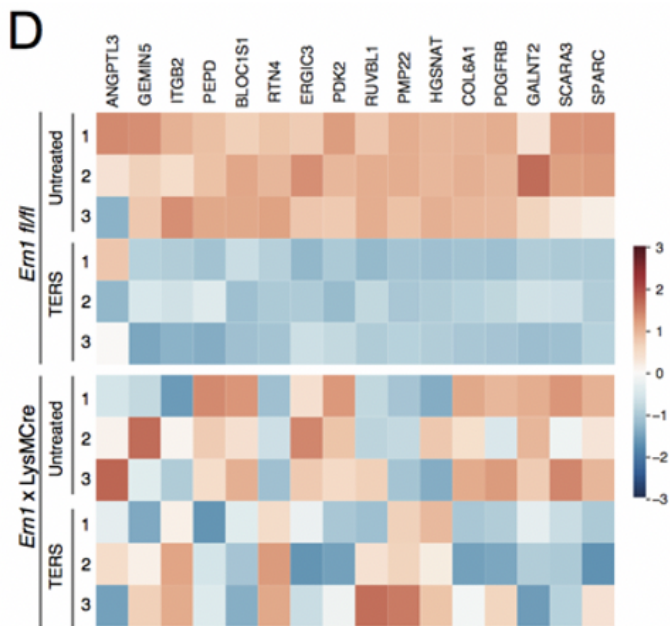 D
ANGPTL3 GEMIN5 ITGB2 PEPD BLOC1S1 RTN4 ERGIC3 PDK2 RUVBL1 PMP22 HGSNAT COL6A1 PDGFRB GALNT2 SCARA3 SPARC
Ern1 fl/fl
Untreated
1
2
3
TERS
1
2
3
Ern1 x LysMCre
Untreated
1
2
3
TERS
1
2
3
3
2
1
0
−1
−2
−3